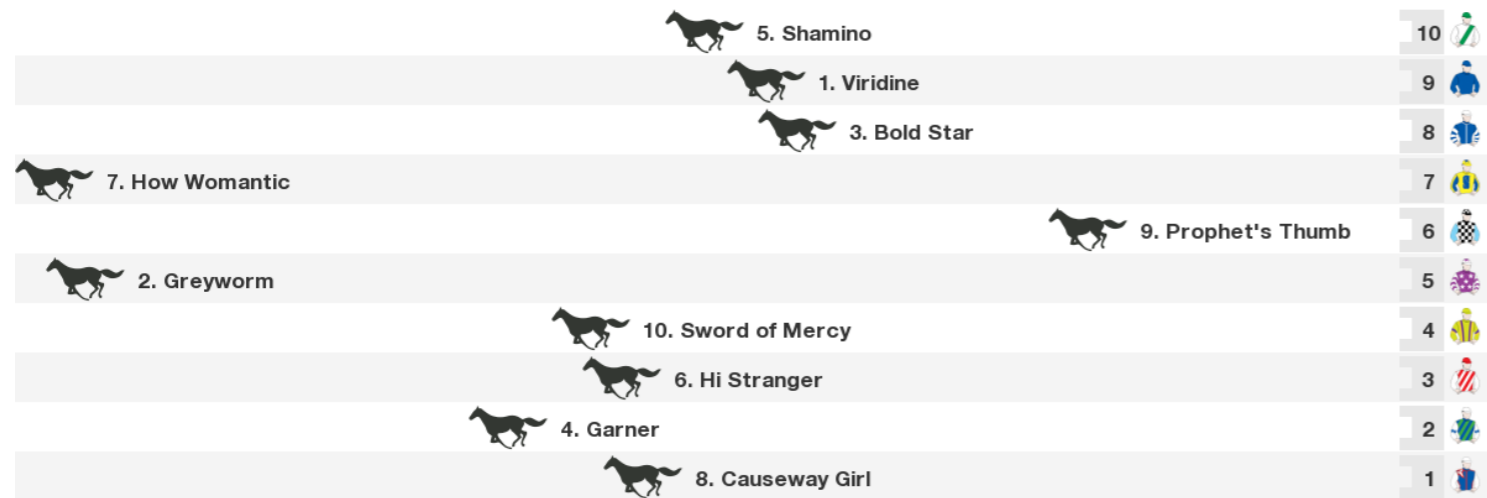 5. Shamino 10
1. Viridine 9
3. Bold Star 8
7. How Womantic 7
9. Prophet's Thumb 6
2. Greyworm 5
10. Sword of Mercy 4
6. Hi Stranger 3
4. Garner 2
8. Causeway Girl 1